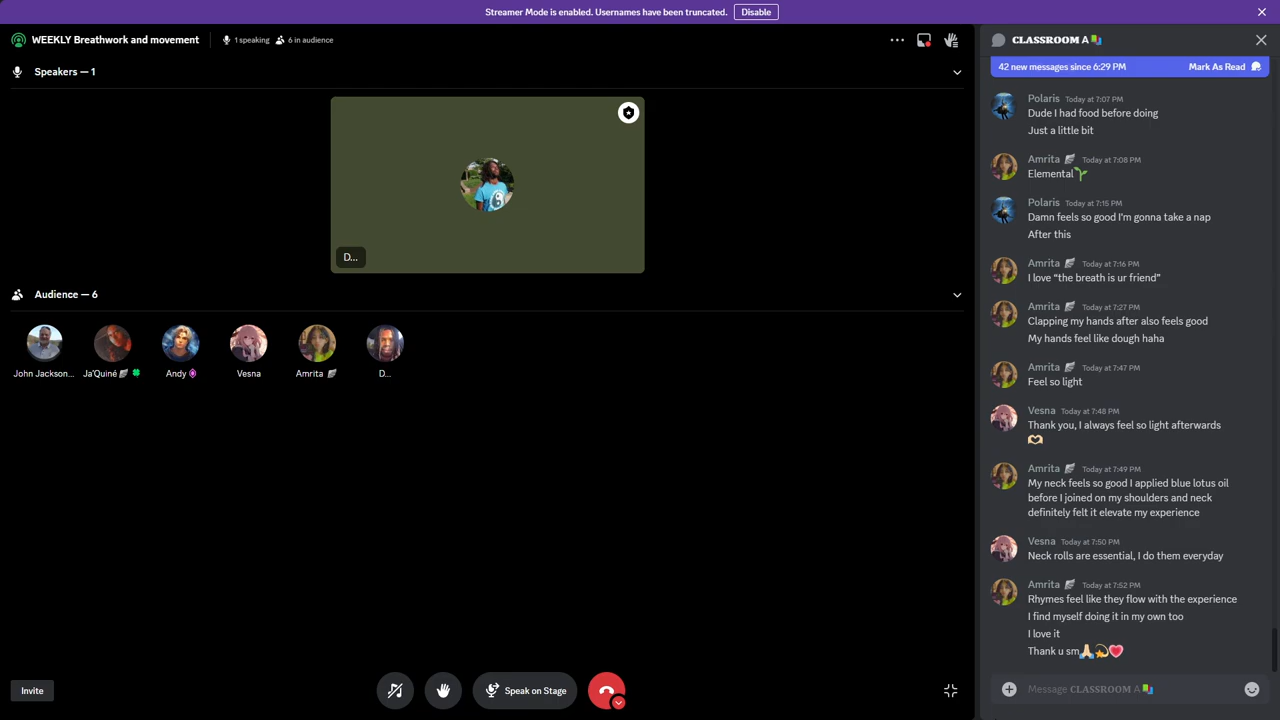 Streamer Mode is enabled. Usernames have been truncated. Disable
WEEKLY Breathwork and movement 1 speaking 6 in audience
Speakers — 1
D...
Audience — 6
John Jackson... Ja'Quiné Andy Vesna Amrita D...
Invite
Speak on Stage
CLASSROOM A
42 new messages since 6:29 PM Mark As Read
Polaris Today at 7:07 PM
Dude I had food before doing
Just a little bit
Amrita Today at 7:08 PM
Elemental🌱
Polaris Today at 7:15 PM
Damn feels so good I'm gonna take a nap
After this
Amrita Today at 7:16 PM
I love “the breath is ur friend”
Amrita Today at 7:27 PM
Clapping my hands after also feels good
My hands feel like dough haha
Amrita Today at 7:47 PM
Feel so light
Vesna Today at 7:48 PM
Thank you, I always feel so light afterwards
🫶🏼
Amrita Today at 7:49 PM
My neck feels so good I applied blue lotus oil
before I joined on my shoulders and neck
definitely felt it elevate my experience
Vesna Today at 7:50 PM
Neck rolls are essential, I do them everyday
Amrita Today at 7:52 PM
Rhymes feel like they flow with the experience
I find myself doing it in my own too
I love it
Thank u sm🙏🏼💫❤️
Message CLASSROOM A